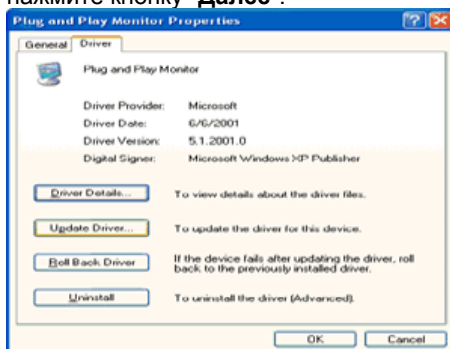 нажмите кнопку "Далее".
Plug and Play Monitor Properties
General Driver
Plug and Play Monitor
Driver Provider: Microsoft
Driver Date: 6/6/2001
Driver Version: 5.1.2001.0
Digital Signer: Microsoft Windows XP Publisher
Driver Details... To view details about the driver files.
Update Driver... To update the driver for this device.
Roll Back Driver If the device fails after updating the driver, roll
back to the previously installed driver.
Uninstall To uninstall the driver (Advanced).
OK Cancel